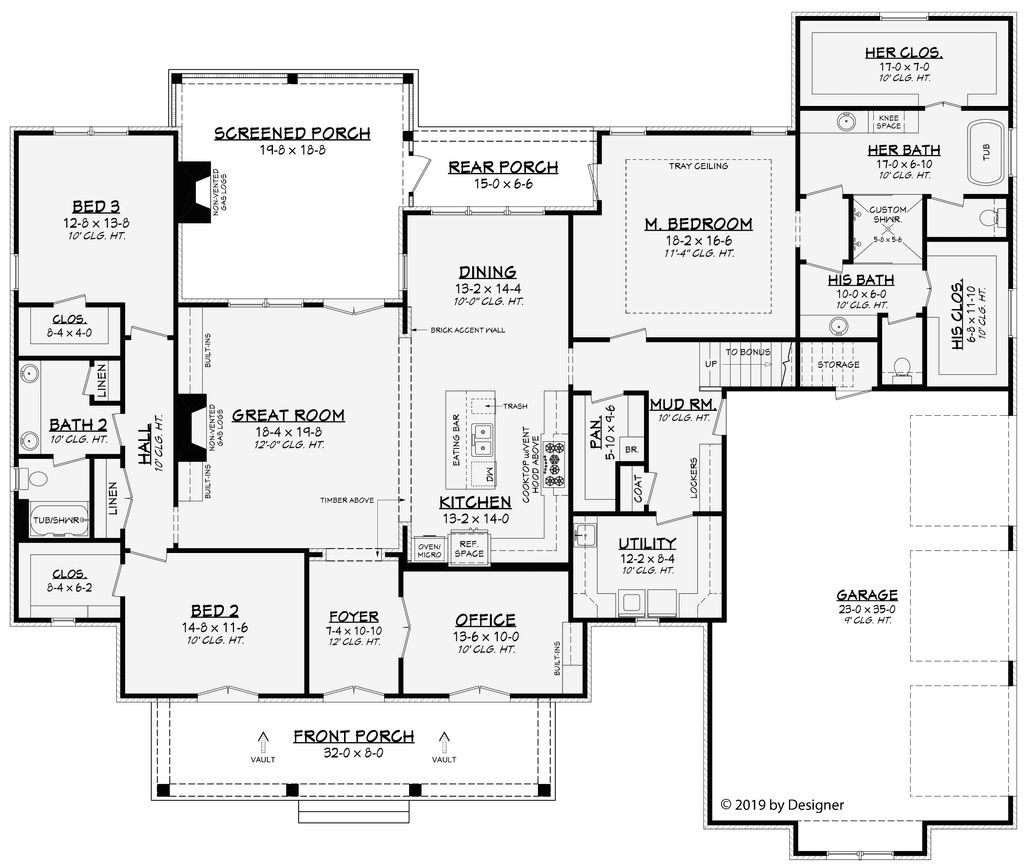 HER CLOS.
17-0 x 7-0
10' CLG. HT.
KNEE
SPACE
HER BATH
17-0 x 6-10
10' CLG. HT.
TUB
SCREENED PORCH
19-8 x 18-8
REAR PORCH
15-0 x 6-6
TRAY CEILING
NON-VENTED
GAS LOGS
BED 3
12-8 x 13-8
10' CLG. HT.
M. BEDROOM
18-2 x 16-6
11'-4" CLG. HT.
CUSTOM
SHWR.
5-8 x 5-8
DINING
13-2 x 14-4
10'-0" CLG. HT.
HIS BATH
10-0 x 6-0
10' CLG. HT.
HIS CLOS.
6-8 x 11-10
10' CLG. HT.
CLOS.
8-4 x 4-0
BRICK ACCENT WALL
BUILT-INS
UP
TO BONUS
STORAGE
LINEN
TRASH
EATING BAR
DW
COOKTOP w/VENT
HOOD ABOVE
PAN.
5-10 x 9-6
MUD RM.
10' CLG. HT.
BR.
BATH 2
10' CLG. HT.
HALL
10' CLG. HT.
NON-VENTED
GAS LOGS
GREAT ROOM
18-4 x 19-8
12'-0" CLG. HT.
BUILT-INS
COAT
LOCKERS
LINEN
TIMBER ABOVE
KITCHEN
13-2 x 14-0
TUB/SHWR
OVEN/
MICRO
REF.
SPACE
UTILITY
12-2 x 8-4
10' CLG. HT.
CLOS.
8-4 x 6-2
BED 2
14-8 x 11-6
10' CLG. HT.
FOYER
7-4 x 10-10
12' CLG. HT.
OFFICE
13-6 x 10-0
10' CLG. HT.
BUILT-INS
GARAGE
23-0 x 35-0
9' CLG. HT.
FRONT PORCH
32-0 x 8-0
VAULT
VAULT
© 2019 by Designer